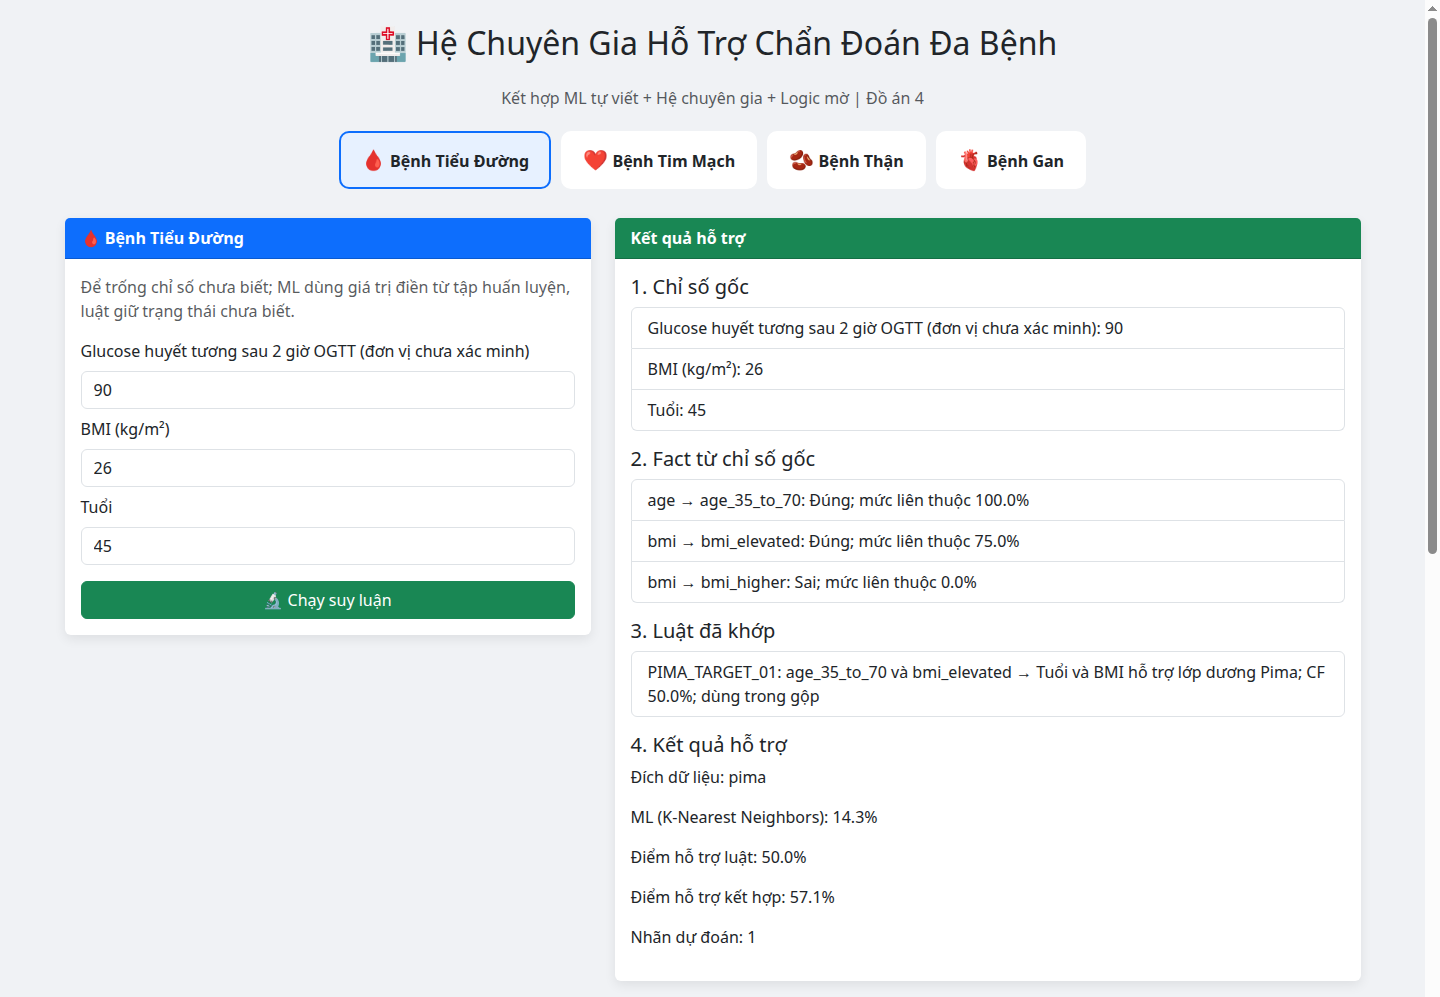 🏥 Hệ Chuyên Gia Hỗ Trợ Chẩn Đoán Đa Bệnh
Kết hợp ML tự viết + Hệ chuyên gia + Logic mờ | Đồ án 4
🩸 Bệnh Tiểu Đường
❤️ Bệnh Tim Mạch
🫘 Bệnh Thận
🫀 Bệnh Gan
🩸 Bệnh Tiểu Đường
Để trống chỉ số chưa biết; ML dùng giá trị điền từ tập huấn luyện,
luật giữ trạng thái chưa biết.
Glucose huyết tương sau 2 giờ OGTT (đơn vị chưa xác minh)
90
BMI (kg/m²)
26
Tuổi
45
🔬 Chạy suy luận
Kết quả hỗ trợ
1. Chỉ số gốc
Glucose huyết tương sau 2 giờ OGTT (đơn vị chưa xác minh): 90
BMI (kg/m²): 26
Tuổi: 45
2. Fact từ chỉ số gốc
age → age_35_to_70: Đúng; mức liên thuộc 100.0%
bmi → bmi_elevated: Đúng; mức liên thuộc 75.0%
bmi → bmi_higher: Sai; mức liên thuộc 0.0%
3. Luật đã khớp
PIMA_TARGET_01: age_35_to_70 và bmi_elevated → Tuổi và BMI hỗ trợ lớp dương Pima; CF
50.0%; dùng trong gộp
4. Kết quả hỗ trợ
Đích dữ liệu: pima
ML (K-Nearest Neighbors): 14.3%
Điểm hỗ trợ luật: 50.0%
Điểm hỗ trợ kết hợp: 57.1%
Nhãn dự đoán: 1